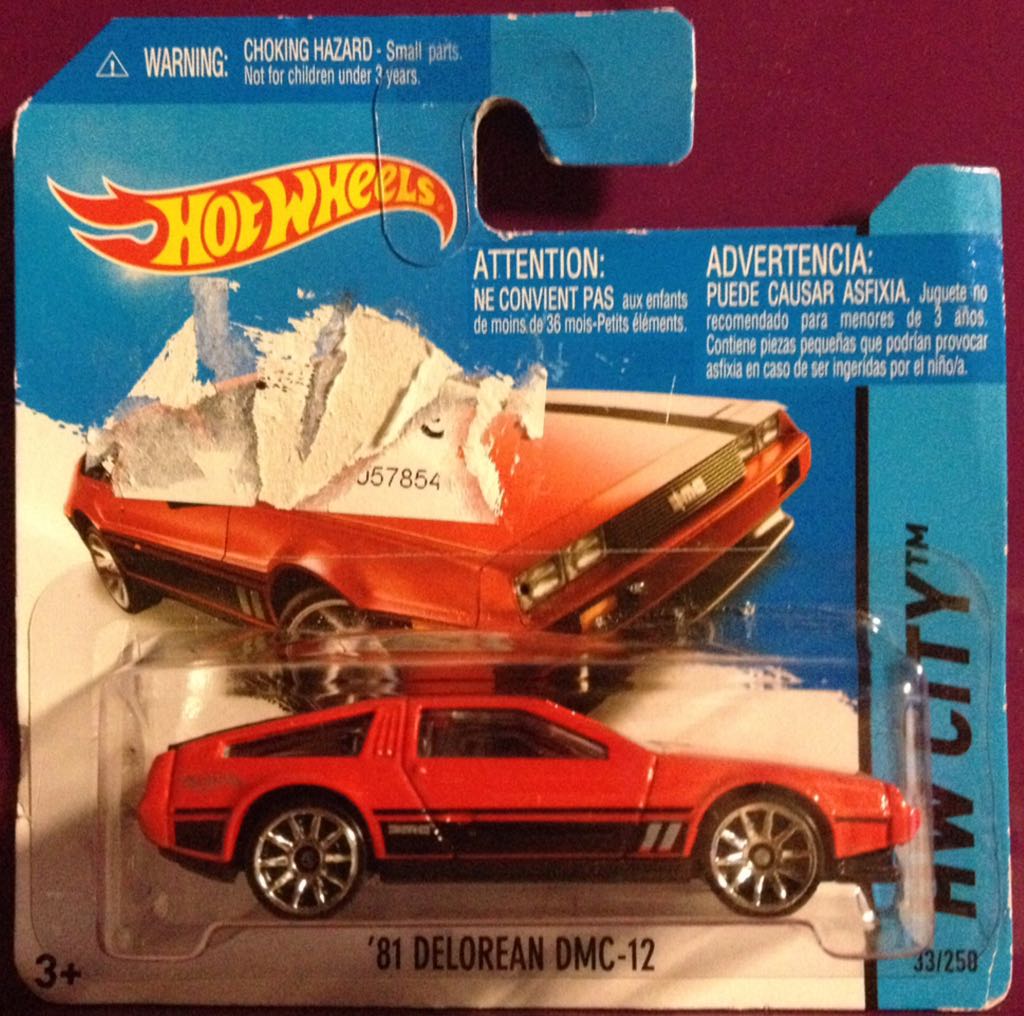 WARNING: CHOKING HAZARD - Small parts.
Not for children under 3 years.
HOT WHEELS
ATTENTION:
NE CONVIENT PAS aux enfants
de moins de 36 mois-Petits éléments.
ADVERTENCIA:
PUEDE CAUSAR ASFIXIA. Juguete no
recomendado para menores de 3 años.
Contiene piezas pequeñas que podrían provocar
asfixia en caso de ser ingeridas por el niño/a.
57854
dmc
HW CITY™
'81 DELOREAN DMC-12
3+
33/250